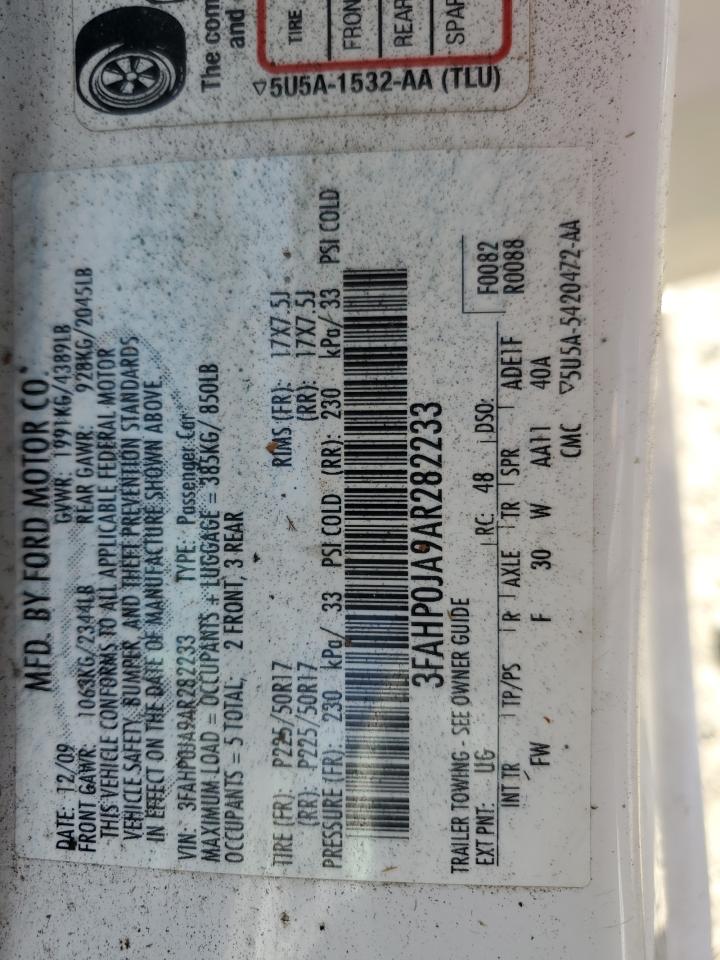 The com
and
TIRE
FRON
REAR
SPAR
▽5U5A-1532-AA (TLU)
MFD. BY FORD MOTOR CO.
DATE: 12/09 GVWR: 1991KG/4389LB
FRONT GAWR: 1063KG/2344LB REAR GAWR: 928KG/2045LB
THIS VEHICLE CONFORMS TO ALL APPLICABLE FEDERAL MOTOR
VEHICLE SAFETY, BUMPER, AND THEFT PREVENTION STANDARDS
IN EFFECT ON THE DATE OF MANUFACTURE SHOWN ABOVE.
VIN: 3FAHP0JA9AR282233 TYPE: Passenger Car
MAXIMUM LOAD = OCCUPANTS + LUGGAGE = 385KG/ 850LB
OCCUPANTS = 5 TOTAL, 2 FRONT, 3 REAR
TIRE (FR): P225/50R17 RIMS (FR): 17X7.5J
(RR): P225/50R17 (RR): 17X7.5J
PRESSURE (FR): 230 kPa/ 33 PSI COLD (RR): 230 kPa/ 33 PSI COLD
3FAHP0JA9AR282233
TRAILER TOWING - SEE OWNER GUIDE F0082
EXT PNT: UG RC: 48 DSO: R0088
INT TR TP/PS R AXLE TR SPR ADE1F
FW F 30 W AA11 40A
CMC ▽5U5A-5420472-AA